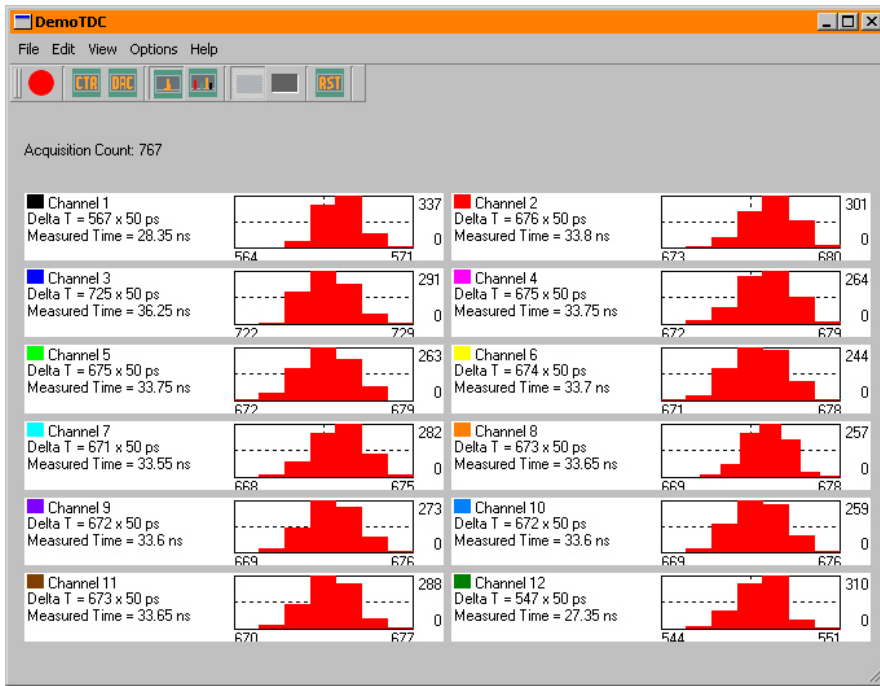 DemoTDC
File Edit View Options Help
CTR DAC RST
Acquisition Count: 767
Channel 1
Delta T = 567 x 50 ps
Measured Time = 28.35 ns
337
0
564 571
Channel 2
Delta T = 676 x 50 ps
Measured Time = 33.8 ns
301
0
673 680
Channel 3
Delta T = 725 x 50 ps
Measured Time = 36.25 ns
291
0
722 729
Channel 4
Delta T = 675 x 50 ps
Measured Time = 33.75 ns
264
0
672 679
Channel 5
Delta T = 675 x 50 ps
Measured Time = 33.75 ns
263
0
672 679
Channel 6
Delta T = 674 x 50 ps
Measured Time = 33.7 ns
244
0
671 678
Channel 7
Delta T = 671 x 50 ps
Measured Time = 33.55 ns
282
0
668 675
Channel 8
Delta T = 673 x 50 ps
Measured Time = 33.65 ns
257
0
669 678
Channel 9
Delta T = 672 x 50 ps
Measured Time = 33.6 ns
273
0
669 676
Channel 10
Delta T = 672 x 50 ps
Measured Time = 33.6 ns
259
0
669 676
Channel 11
Delta T = 673 x 50 ps
Measured Time = 33.65 ns
288
0
670 677
Channel 12
Delta T = 547 x 50 ps
Measured Time = 27.35 ns
310
0
544 551